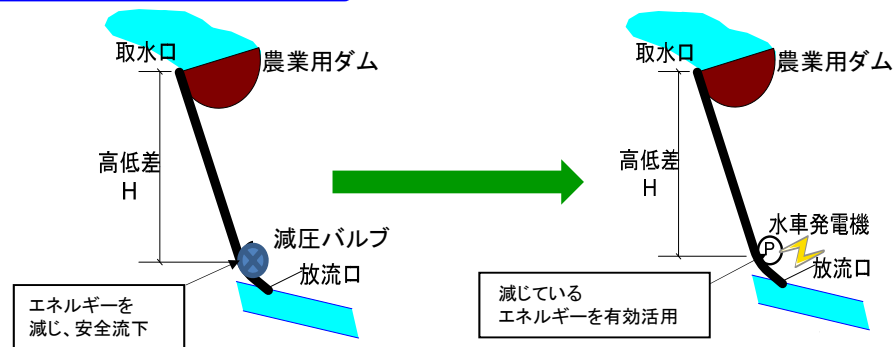 取水口
農業用ダム
高低差
H
減圧バルブ
放流口
エネルギーを
減じ、安全流下
取水口
農業用ダム
高低差
H
水車発電機
P
放流口
減じている
エネルギーを有効活用